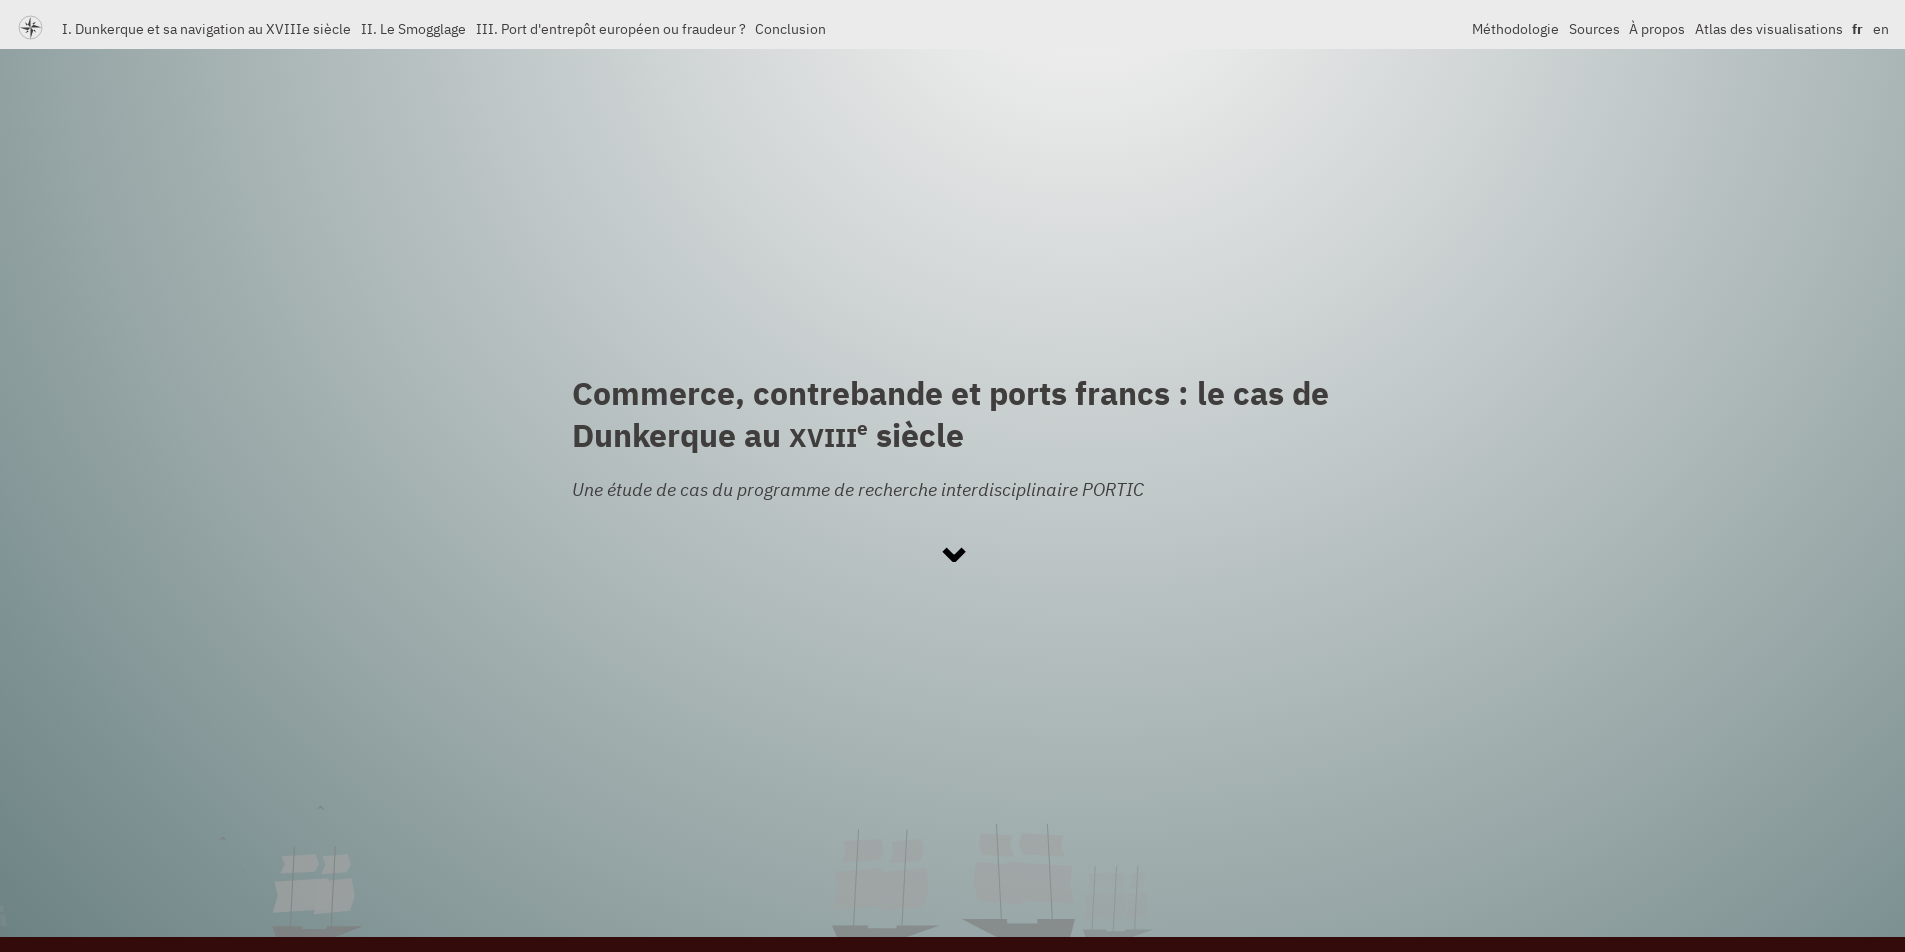 I. Dunkerque et sa navigation au XVIIIe siècle II. Le Smogglage III. Port d'entrepôt européen ou fraudeur ? Conclusion Méthodologie Sources À propos Atlas des visualisations fr en
Commerce, contrebande et ports francs : le cas de
Dunkerque au XVIIIe siècle
Une étude de cas du programme de recherche interdisciplinaire PORTIC